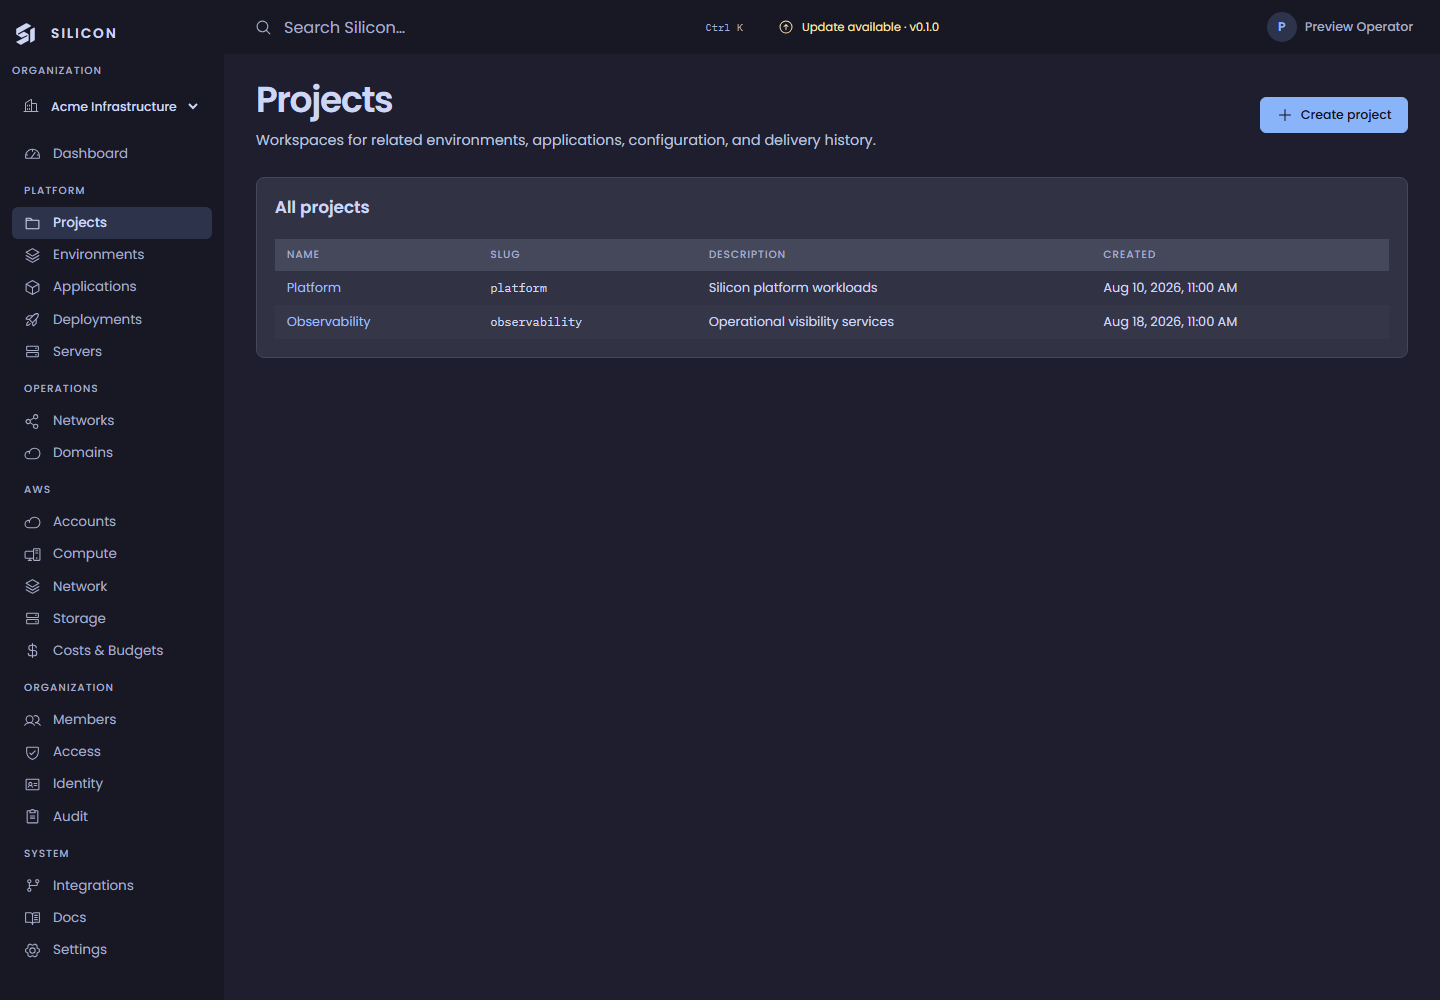 SILICON
ORGANIZATION
Acme Infrastructure
Dashboard
PLATFORM
Projects
Environments
Applications
Deployments
Servers
OPERATIONS
Networks
Domains
AWS
Accounts
Compute
Network
Storage
Costs & Budgets
ORGANIZATION
Members
Access
Identity
Audit
SYSTEM
Integrations
Docs
Settings
Search Silicon... Ctrl K
Update available · v0.1.0
P Preview Operator
Projects
Workspaces for related environments, applications, configuration, and delivery history.
Create project
All projects
NAME SLUG DESCRIPTION CREATED
Platform platform Silicon platform workloads Aug 10, 2026, 11:00 AM
Observability observability Operational visibility services Aug 18, 2026, 11:00 AM